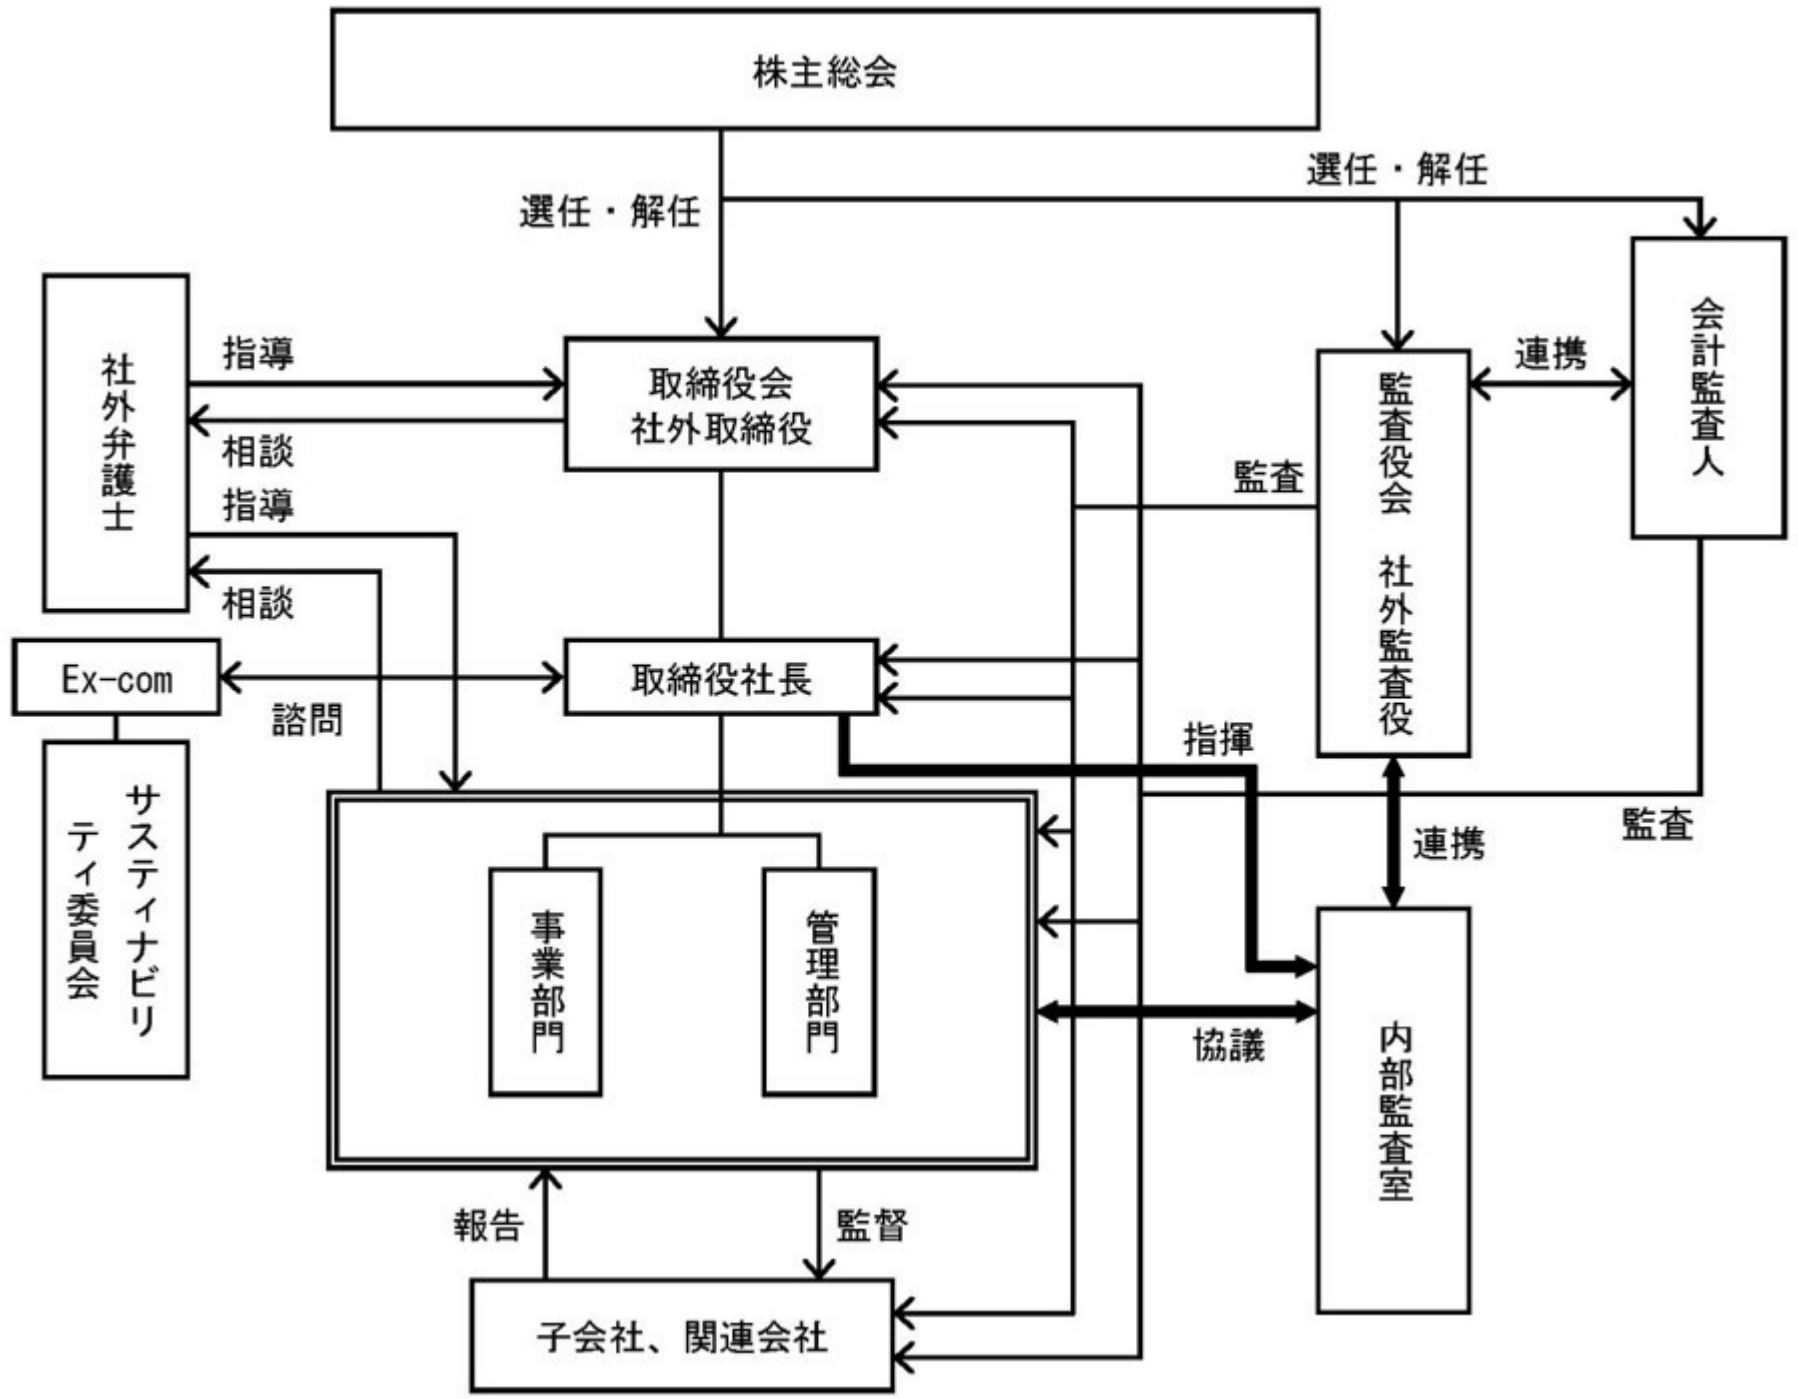 株主総会
選任・解任
選任・解任
社外弁護士
指導
相談
指導
相談
取締役会
社外取締役
監査
監査役会 社外監査役
連携
会計監査人
Ex-com
諮問
取締役社長
指揮
監査
連携
サスティナビリ
ティ委員会
事業部門
管理部門
協議
内部監査室
報告
監督
子会社、関連会社